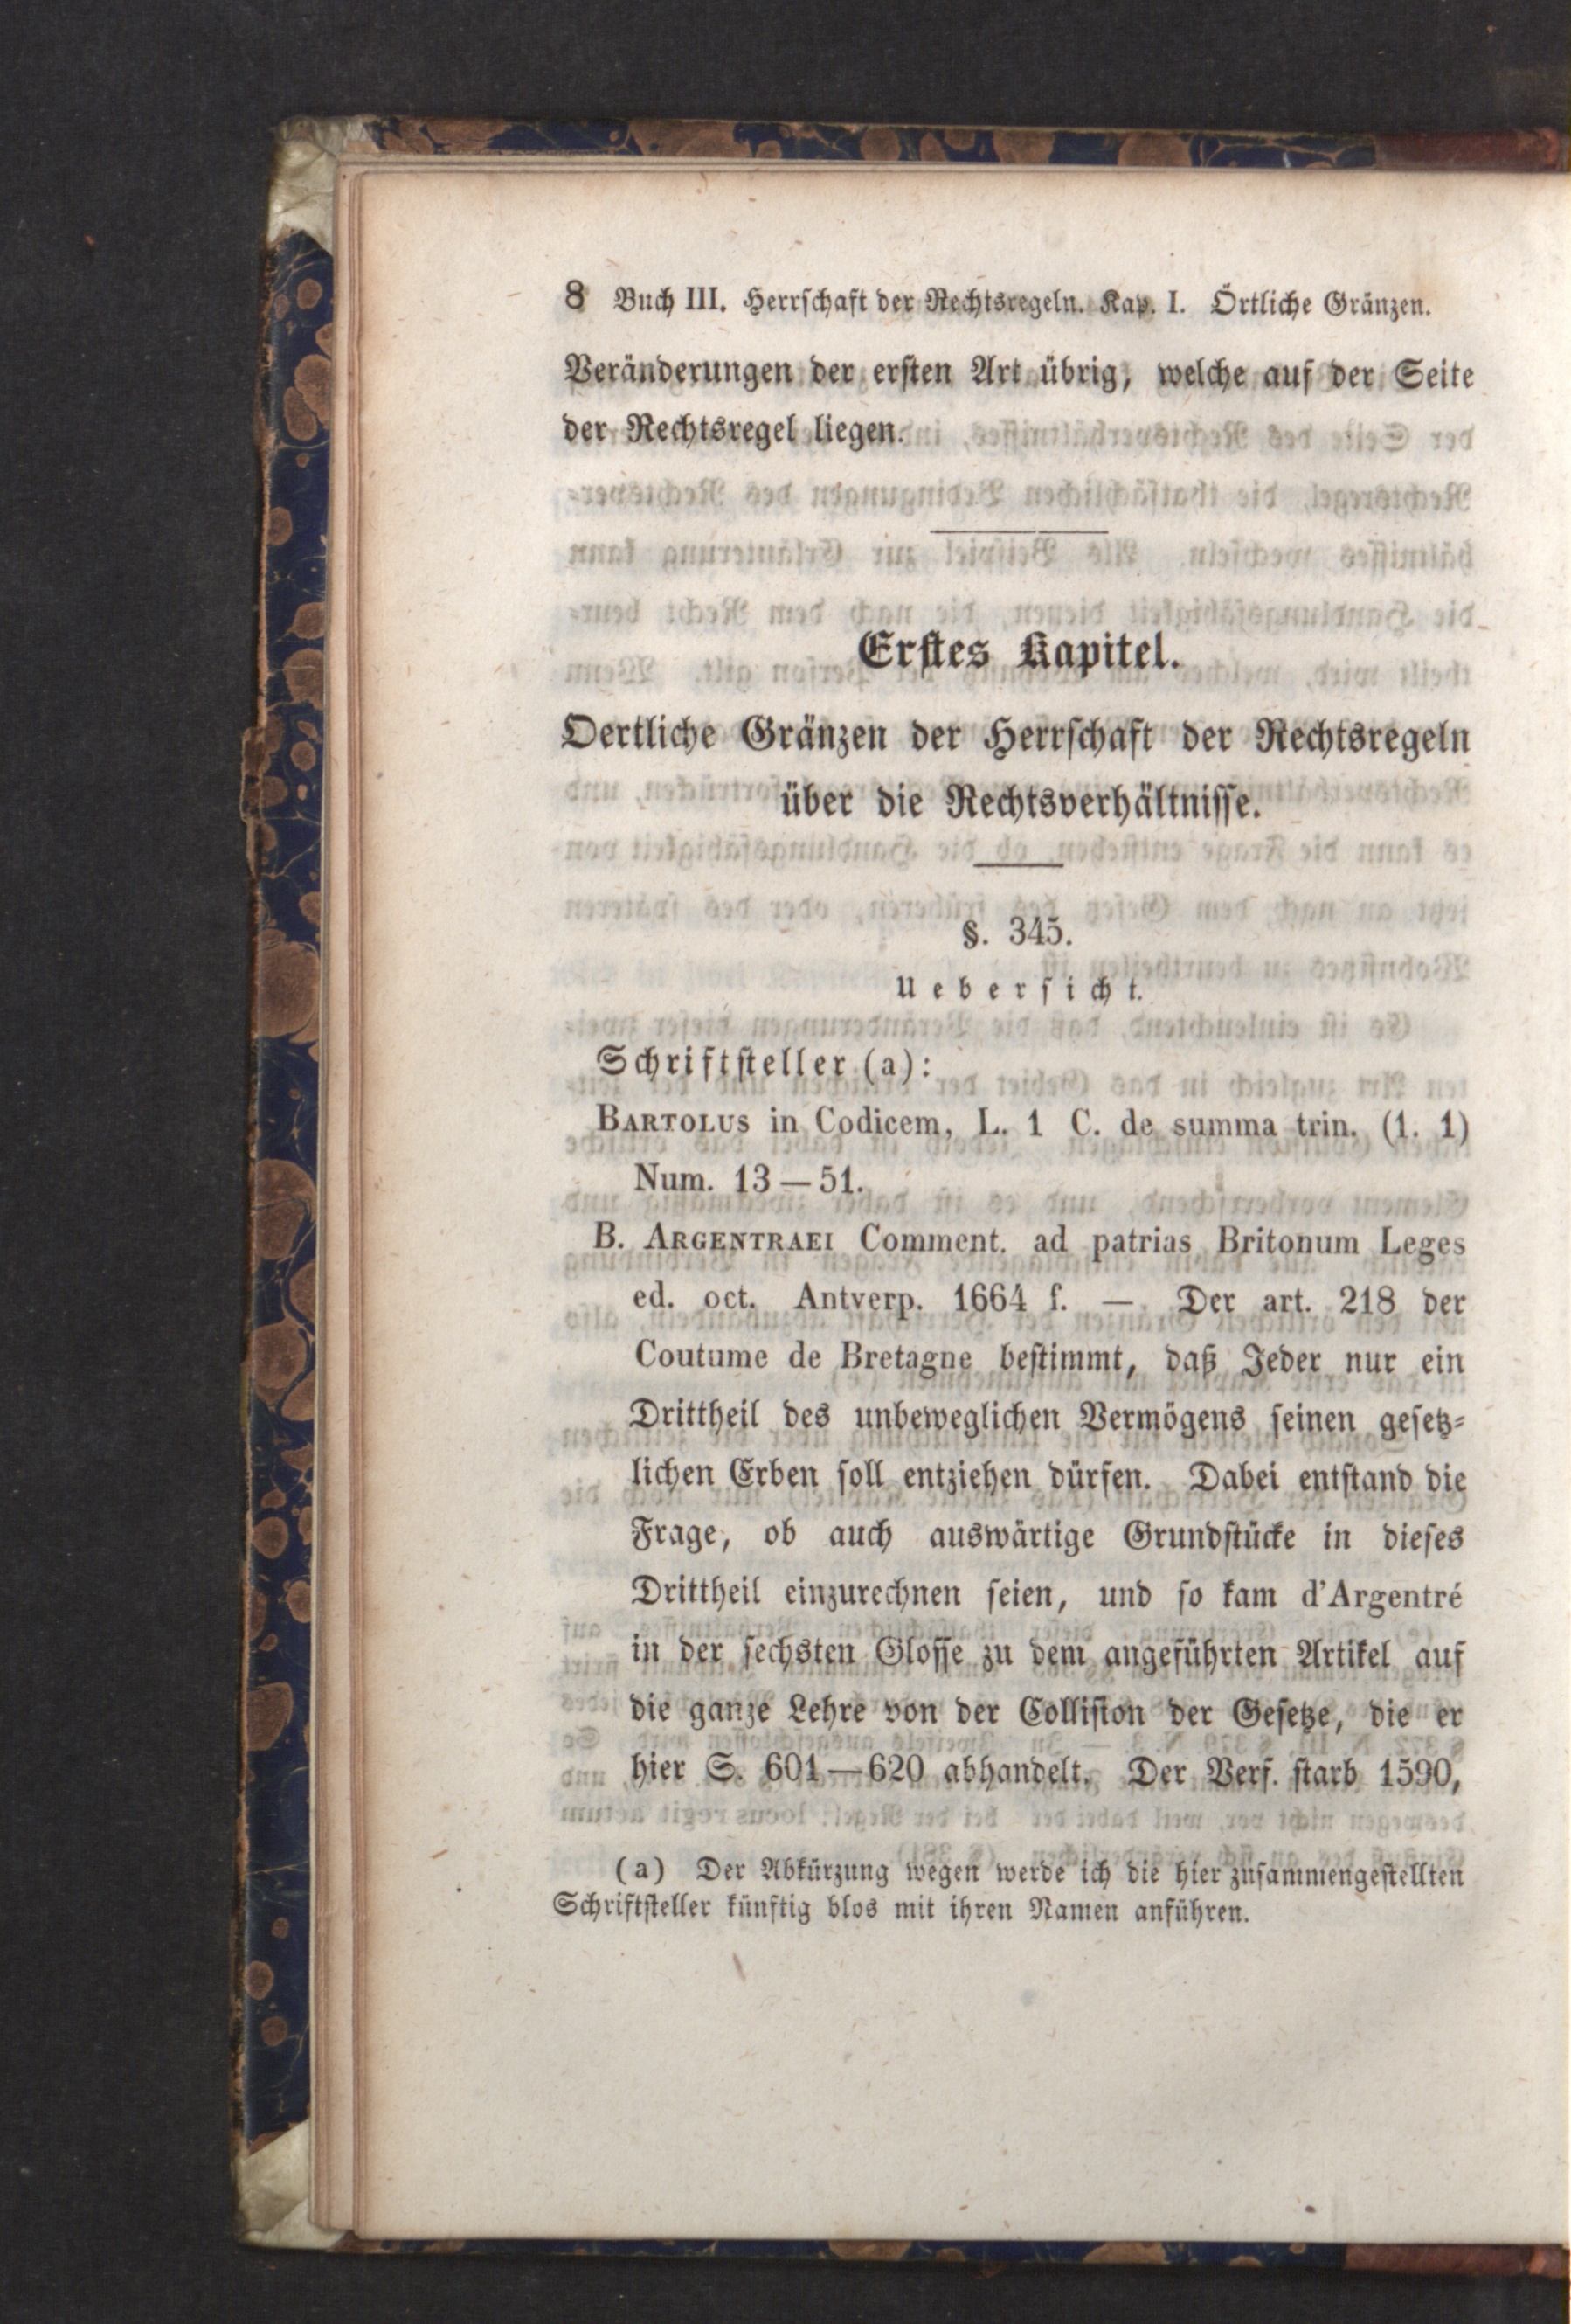 8 Buch III. Herrschaft der Rechtsregeln. Kap. I. Örtliche Gränzen.
Veränderungen der ersten Art übrig, welche auf der Seite
der Rechtsregel liegen.
Erstes Kapitel.
Oertliche Gränzen der Herrschaft der Rechtsregeln
über die Rechtsverhältnisse.
§. 345.
Uebersicht.
Schriftsteller (a):
BARTOLUS in Codicem, L. 1 C. de summa trin. (1. 1)
Num. 13—51.
B. ARGENTRAEI Comment. ad patrias Britonum Leges
ed. oct. Antverp. 1664 f. — Der art. 218 der
Coutume de Bretagne bestimmt, daß Jeder nur ein
Drittheil des unbeweglichen Vermögens seinen gesetz-
lichen Erben soll entziehen dürfen. Dabei entstand die
Frage, ob auch auswärtige Grundstücke in dieses
Drittheil einzurechnen seien, und so kam d'Argentré
in der sechsten Glosse zu dem angeführten Artikel auf
die ganze Lehre von der Collision der Gesetze, die er
hier S. 601—620 abhandelt. Der Verf. starb 1590,
(a) Der Abkürzung wegen werde ich die hier zusammengestellten
Schriftsteller künftig blos mit ihren Namen anführen.